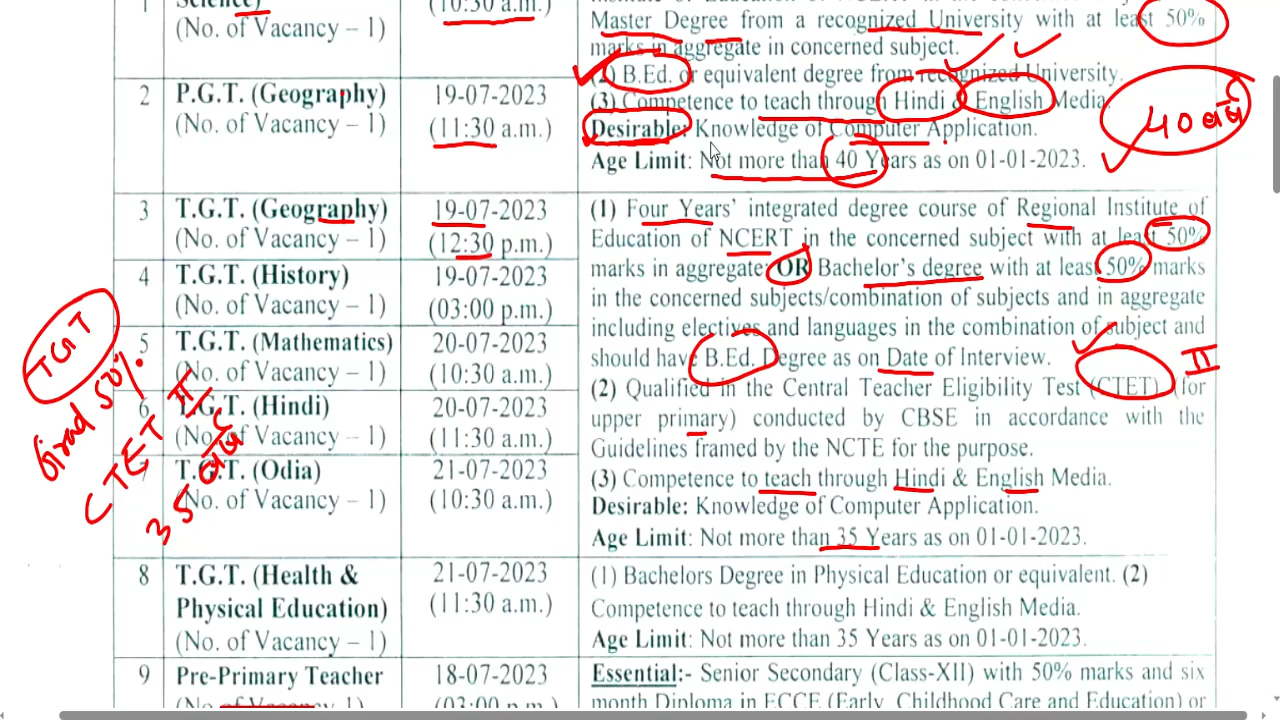 1
Science)
(10:30 a.m.)
(No. of Vacancy – 1)
Master Degree from a recognized University with at least 50%
marks in aggregate in concerned subject.
(2) B.Ed. or equivalent degree from recognized University.
2
P.G.T. (Geography)
(No. of Vacancy – 1)
19-07-2023
(11:30 a.m.)
(3) Competence to teach through Hindi & English Media.
Desirable: Knowledge of Computer Application.
Age Limit: Not more than 40 Years as on 01-01-2023.
40 वर्ष
3
T.G.T. (Geography)
(No. of Vacancy – 1)
19-07-2023
(12:30 p.m.)
(1) Four Years' integrated degree course of Regional Institute of
Education of NCERT in the concerned subject with at least 50%
marks in aggregate OR Bachelor's degree with at least 50% marks
in the concerned subjects/combination of subjects and in aggregate
including electives and languages in the combination of subject and
should have B.Ed. Degree as on Date of Interview.
(2) Qualified in the Central Teacher Eligibility Test (CTET) (for
upper primary) conducted by CBSE in accordance with the
Guidelines framed by the NCTE for the purpose.
(3) Competence to teach through Hindi & English Media.
Desirable: Knowledge of Computer Application.
Age Limit: Not more than 35 Years as on 01-01-2023.
II
4
T.G.T. (History)
(No. of Vacancy – 1)
19-07-2023
(03:00 p.m.)
5
T.G.T. (Mathematics)
(No. of Vacancy – 1)
20-07-2023
(10:30 a.m.)
6
T.G.T. (Hindi)
(No. of Vacancy – 1)
20-07-2023
(11:30 a.m.)
7
T.G.T. (Odia)
(No. of Vacancy – 1)
21-07-2023
(10:30 a.m.)
TGT
Grad 50%.
CTET II
35 वर्ष
8
T.G.T. (Health &
Physical Education)
(No. of Vacancy – 1)
21-07-2023
(11:30 a.m.)
(1) Bachelors Degree in Physical Education or equivalent. (2)
Competence to teach through Hindi & English Media.
Age Limit: Not more than 35 Years as on 01-01-2023.
9
Pre-Primary Teacher
(No. of Vacancy 1)
18-07-2023
(03:00 p.m.)
Essential:- Senior Secondary (Class-XII) with 50% marks and six
month Diploma in ECCE (Early Childhood Care and Education) or